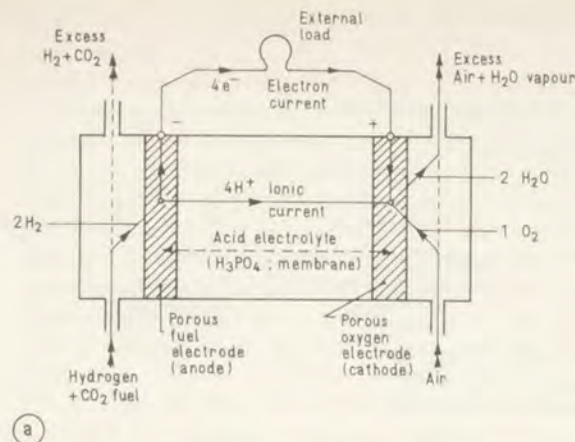 External
load
Excess
H₂+CO₂
4e⁻
Electron
current
Excess
Air+H₂O
vapour
−
+
4H⁺ Ionic
current
2 H₂O
2H₂
1 O₂
Acid electrolyte
(H₃PO₄ ; membrane)
Porous
fuel
electrode
(anode)
Porous
oxygen
electrode
(cathode)
Hydrogen
+CO₂ fuel
Air
a